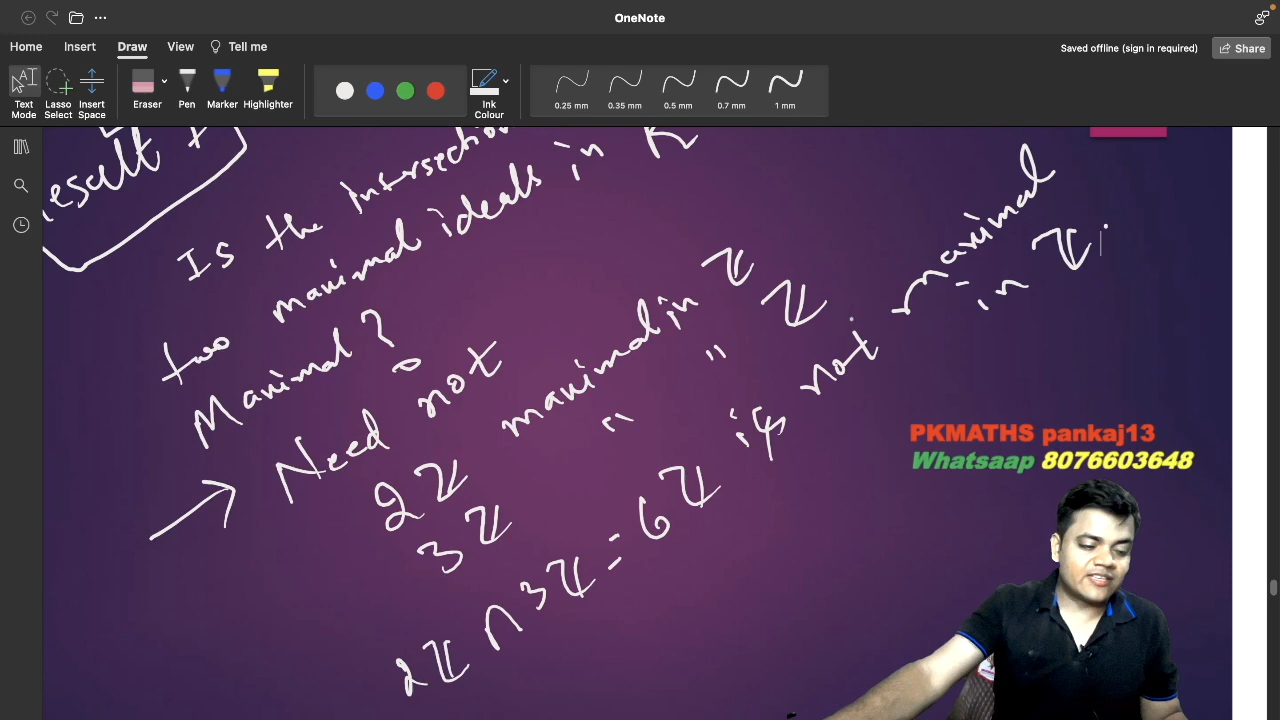 OneNote
Home Insert Draw View Tell me
Saved offline (sign in required) Share
Text Mode
Lasso Select
Insert Space
Eraser
Pen
Marker
Highlighter
Ink Colour
0.25 mm 0.35 mm 0.5 mm 0.7 mm 1 mm
Is the intersection
two maximal ideals in R
Maximal?
→ Need not
2ℤ maximal in ℤ
3ℤ " " ℤ
2ℤ ∩ 3ℤ = 6ℤ is not maximal
in ℤ
PKMATHS pankaj13
Whatsaap 8076603648